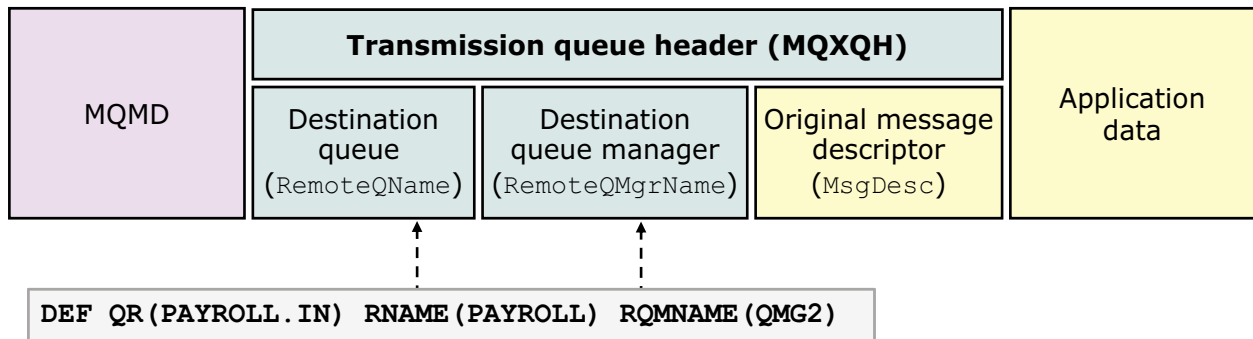 Transmission queue header (MQXQH)
MQMD
Destination
queue
(RemoteQName)
Destination
queue manager
(RemoteQMgrName)
Original message
descriptor
(MsgDesc)
Application
data
DEF QR(PAYROLL.IN) RNAME(PAYROLL) RQMNAME(QMG2)